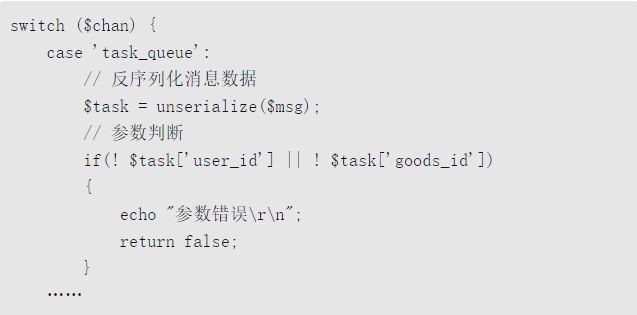 switch ($chan) {
    case 'task_queue':
        // 反序列化消息数据
        $task = unserialize($msg);
        // 参数判断
        if(! $task['user_id'] || ! $task['goods_id'])
        {
            echo "参数错误\r\n";
            return false;
        }
    ……